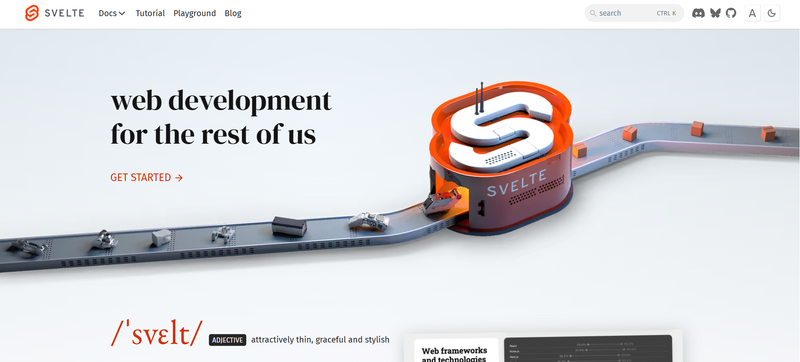 SVELTE
Docs
Tutorial
Playground
Blog
search
CTRL K
A
web development
for the rest of us
GET STARTED →
SVELTE
/ˈsvɛlt/
ADJECTIVE
attractively thin, graceful and stylish
Web frameworks
and technologies